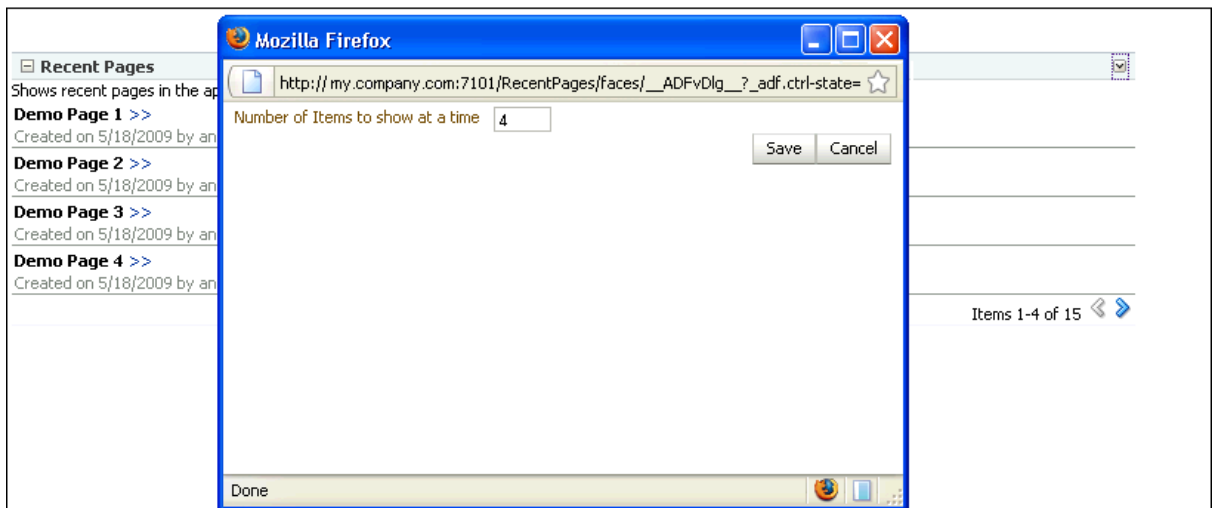 Mozilla Firefox
http://my.company.com:7101/RecentPages/faces/__ADFvDlg__?_adf.ctrl-state=
Recent Pages
Shows recent pages in the ap
Number of Items to show at a time 4
Save Cancel
Demo Page 1 >>
Created on 5/18/2009 by an
Demo Page 2 >>
Created on 5/18/2009 by an
Demo Page 3 >>
Created on 5/18/2009 by an
Demo Page 4 >>
Created on 5/18/2009 by an
Items 1-4 of 15
Done